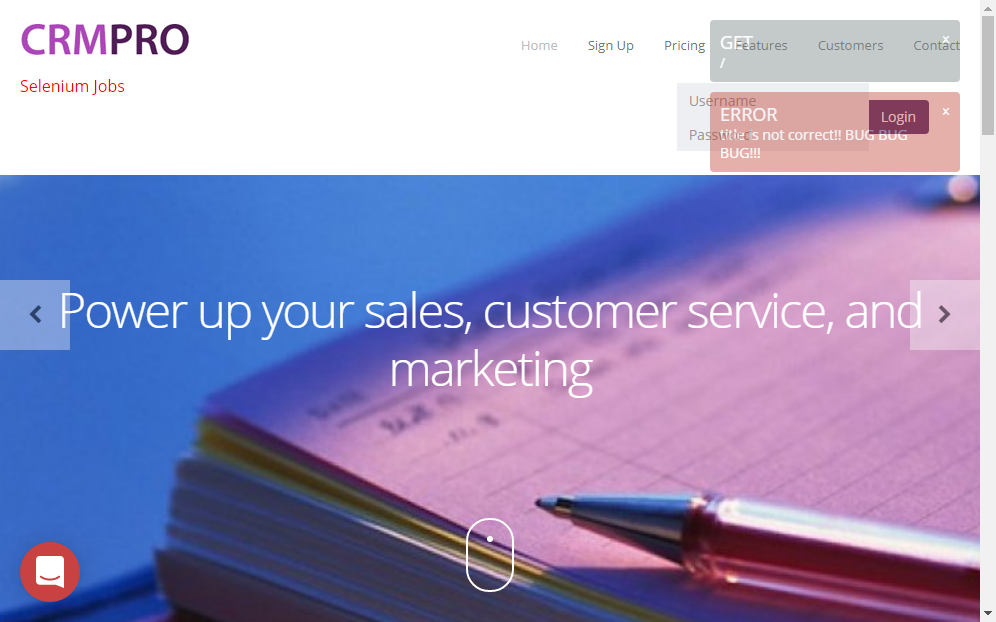 CRMPRO
Selenium Jobs
Home Sign Up Pricing Features Customers Contact
GET
/
x
Username
Password
Login
ERROR
title is not correct!! BUG BUG
BUG!!!
x
Power up your sales, customer service, and
marketing